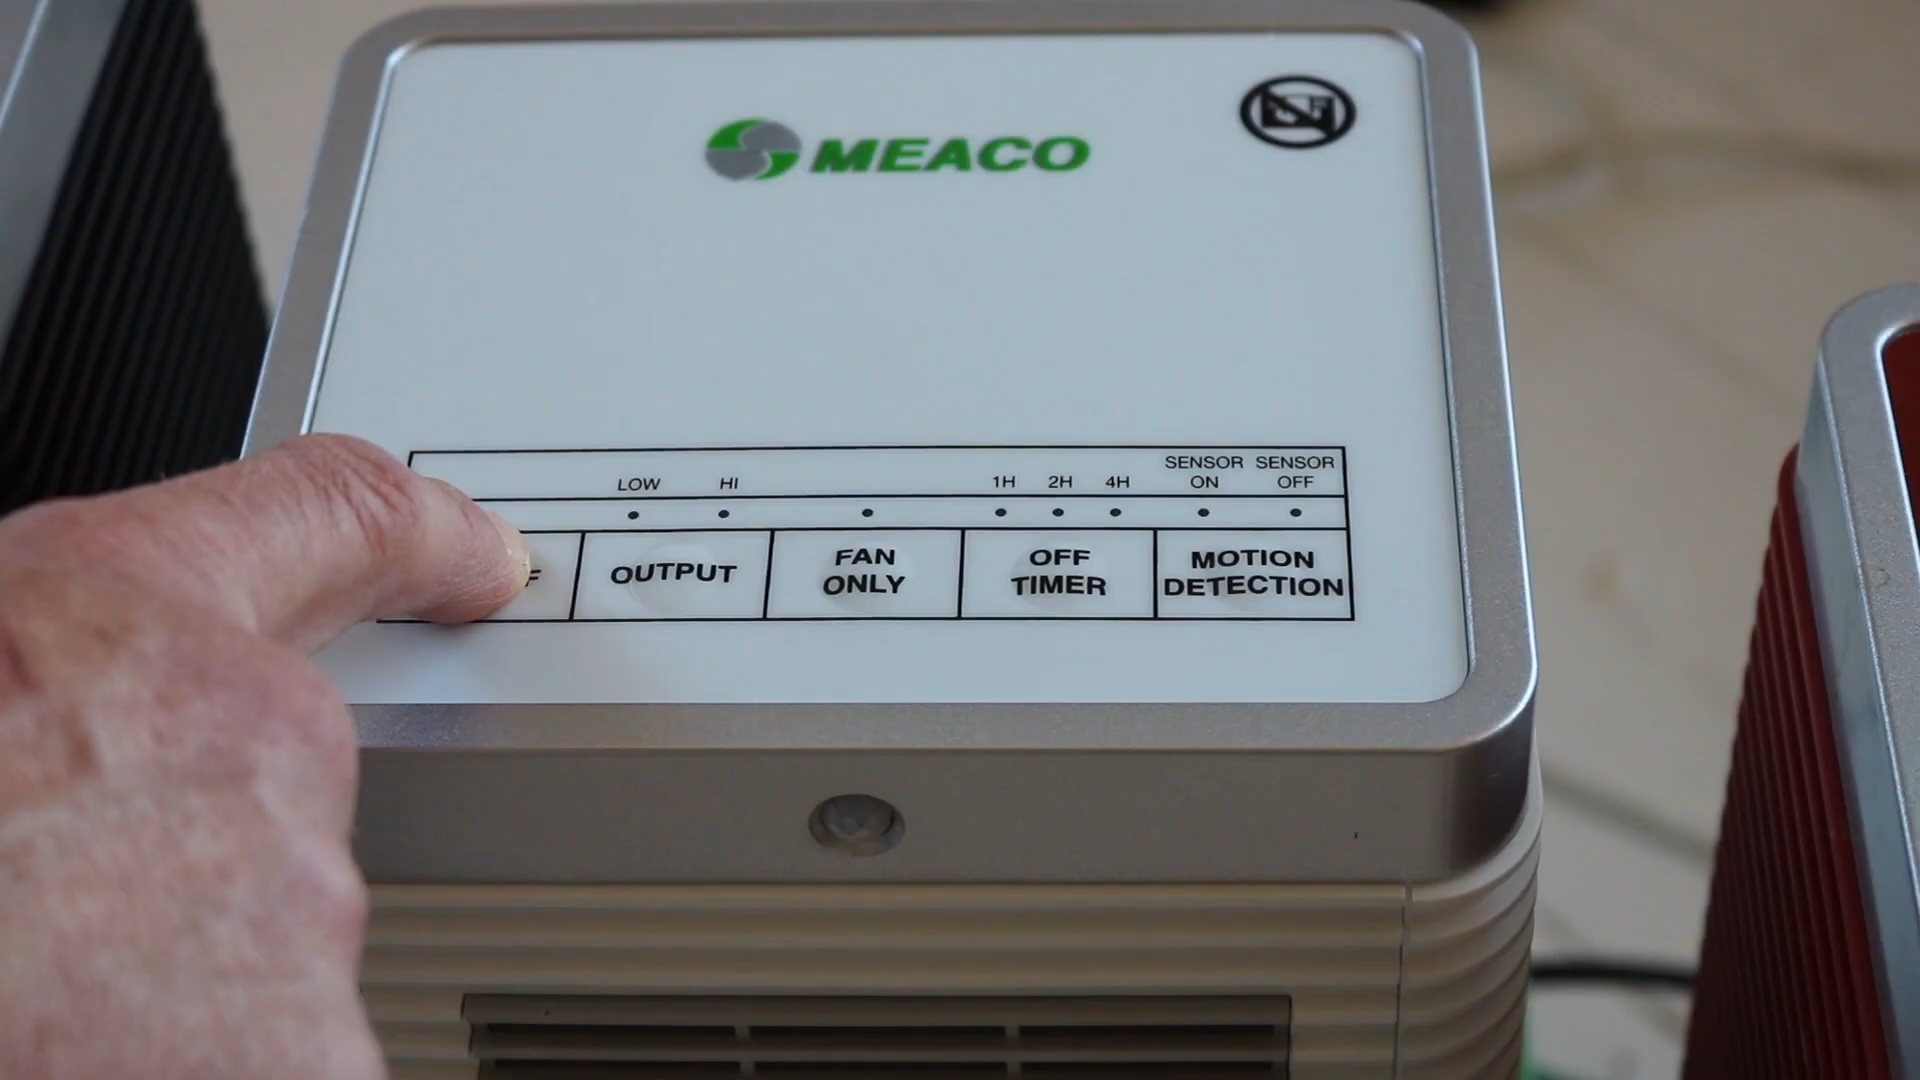 MEACO
LOW HI 1H 2H 4H SENSOR ON SENSOR OFF
F OUTPUT FAN ONLY OFF TIMER MOTION DETECTION